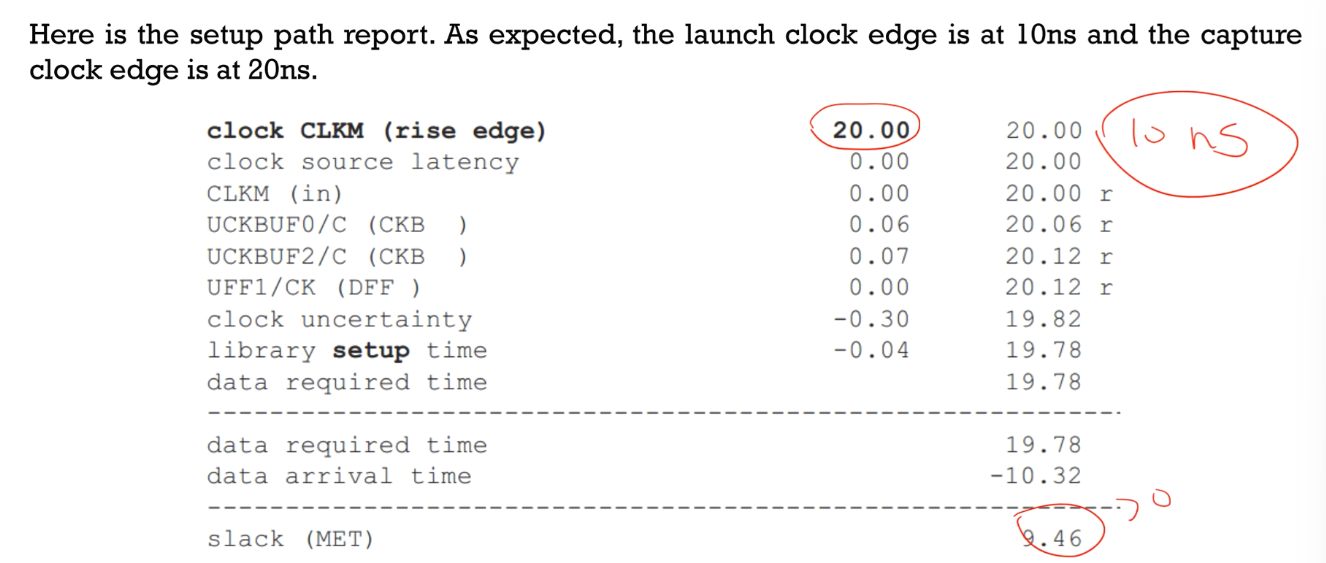 Here is the setup path report. As expected, the launch clock edge is at 10ns and the capture
clock edge is at 20ns.
clock CLKM (rise edge) 20.00 20.00 10 ns
clock source latency 0.00 20.00
CLKM (in) 0.00 20.00 r
UCKBUF0/C (CKB ) 0.06 20.06 r
UCKBUF2/C (CKB ) 0.07 20.12 r
UFF1/CK (DFF ) 0.00 20.12 r
clock uncertainty -0.30 19.82
library setup time -0.04 19.78
data required time 19.78
data required time 19.78
data arrival time -10.32
slack (MET) 9.46 >0